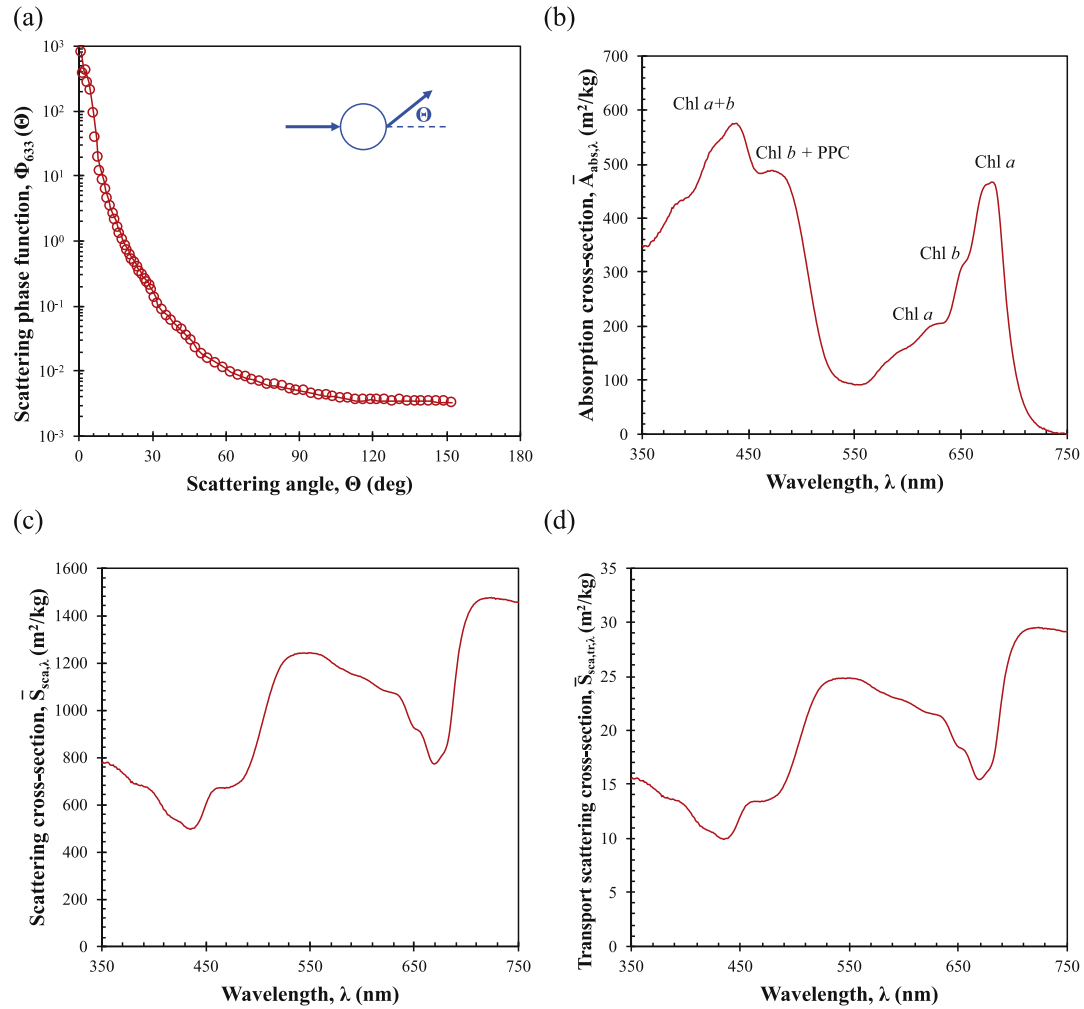 (a)
Scattering phase function, Φ₆₃₃ (Θ)
10³
10²
10¹
10⁰
10⁻¹
10⁻²
10⁻³
Θ
0 30 60 90 120 150 180
Scattering angle, Θ (deg)
(b)
Absorption cross-section, A̅abs,λ (m²/kg)
700
600
500
400
300
200
100
0
Chl a+b
Chl b + PPC
Chl a
Chl b
Chl a
350 450 550 650 750
Wavelength, λ (nm)
(c)
Scattering cross-section, S̅sca,λ (m²/kg)
1600
1400
1200
1000
800
600
400
200
0
350 450 550 650 750
Wavelength, λ (nm)
(d)
Transport scattering cross-section, S̅sca,tr,λ (m²/kg)
35
30
25
20
15
10
5
0
350 450 550 650 750
Wavelength, λ (nm)